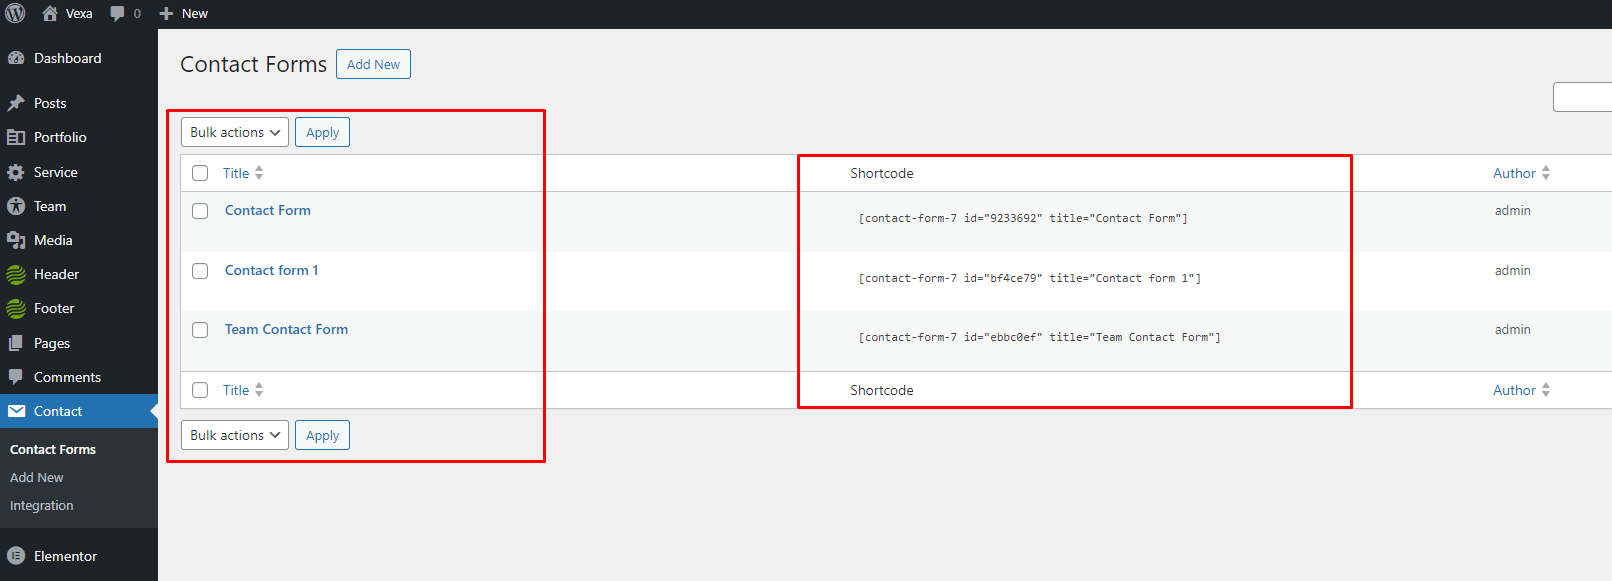 Vexa 0 New
Dashboard
Posts
Portfolio
Service
Team
Media
Header
Footer
Pages
Comments
Contact
Contact Forms
Add New
Integration
Elementor
Contact Forms Add New
Bulk actions Apply
Title Shortcode Author
Contact Form [contact-form-7 id="9233692" title="Contact Form"] admin
Contact form 1 [contact-form-7 id="bf4ce79" title="Contact form 1"] admin
Team Contact Form [contact-form-7 id="ebbc0ef" title="Team Contact Form"] admin
Title Shortcode Author
Bulk actions Apply